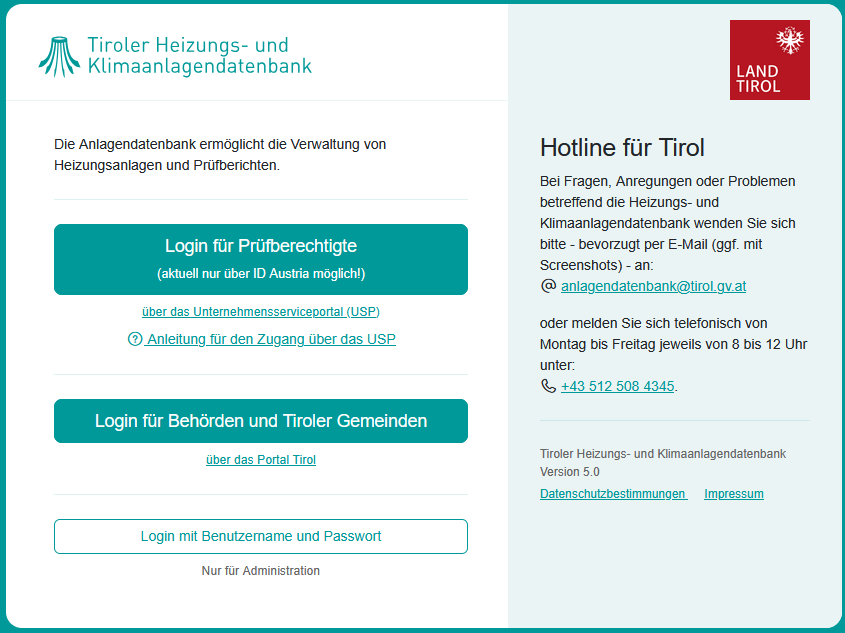 Tiroler Heizungs- und
Klimaanlagendatenbank
Die Anlagendatenbank ermöglicht die Verwaltung von
Heizungsanlagen und Prüfberichten.
Login für Prüfberechtigte
(aktuell nur über ID Austria möglich!)
über das Unternehmensserviceportal (USP)
Anleitung für den Zugang über das USP
Login für Behörden und Tiroler Gemeinden
über das Portal Tirol
Login mit Benutzername und Passwort
Nur für Administration
LAND
TIROL
Hotline für Tirol
Bei Fragen, Anregungen oder Problemen
betreffend die Heizungs- und
Klimaanlagendatenbank wenden Sie sich
bitte - bevorzugt per E-Mail (ggf. mit
Screenshots) - an:
@ anlagendatenbank@tirol.gv.at
oder melden Sie sich telefonisch von
Montag bis Freitag jeweils von 8 bis 12 Uhr
unter:
+43 512 508 4345.
Tiroler Heizungs- und Klimaanlagendatenbank
Version 5.0
Datenschutzbestimmungen Impressum